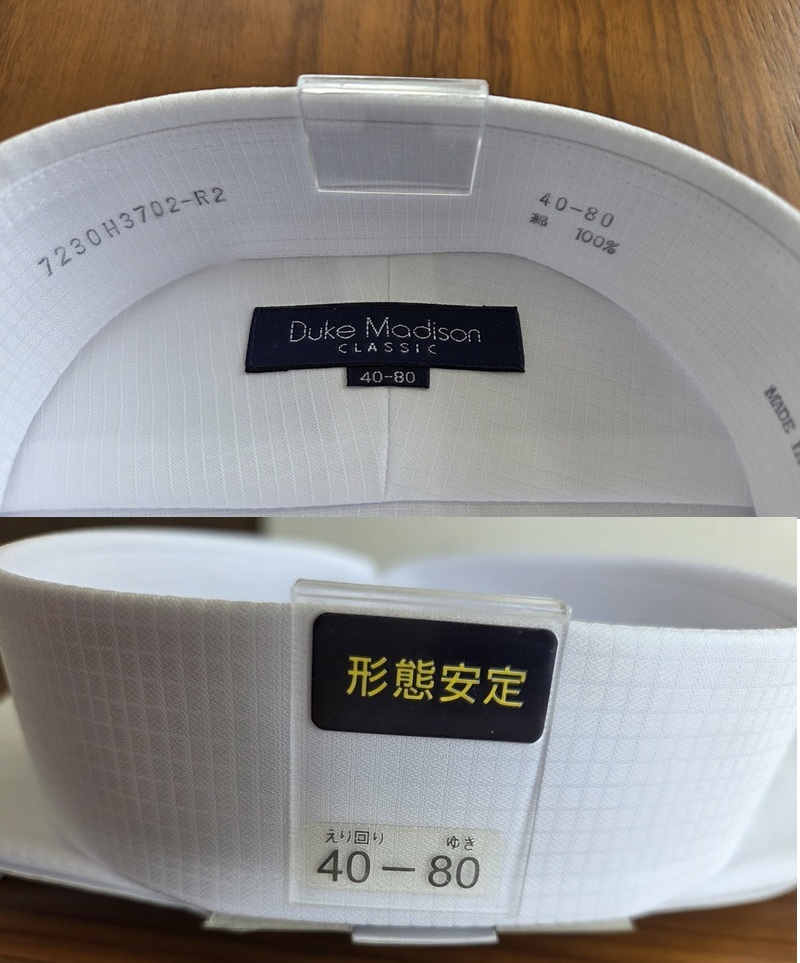 7230H3702-R2
40-80
綿 100%
Duke Madison
CLASSIC
40-80
MADE
形態安定
えり回り ゆき
40-80